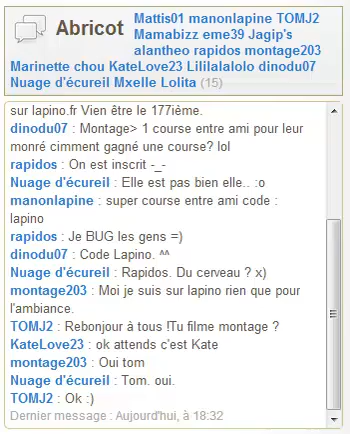 Abricot
Mattis01 manonlapine TOMJ2
Mamabizz eme39 Jagip's
alantheo rapidos montage203
Marinette chou KateLove23 Lililalalolo dinodu07
Nuage d'écureil Mxelle Lolita (15)
sur lapino.fr Vien être le 177ième.
dinodu07 : Montage> 1 course entre ami pour leur
monré cimment gagné une course? lol
rapidos : On est inscrit -_-
Nuage d'écureil : Elle est pas bien elle.. :o
manonlapine : super course entre ami code :
lapino
rapidos : Je BUG les gens =)
dinodu07 : Code Lapino. ^^
Nuage d'écureil : Rapidos. Du cerveau ? x)
montage203 : Moi je suis sur lapino rien que pour
l'ambiance.
TOMJ2 : Rebonjour à tous !Tu filme montage ?
KateLove23 : ok attends c'est Kate
montage203 : Oui tom
Nuage d'écureil : Tom. oui.
TOMJ2 : Ok :)
Dernier message : Aujourd'hui, à 18:32